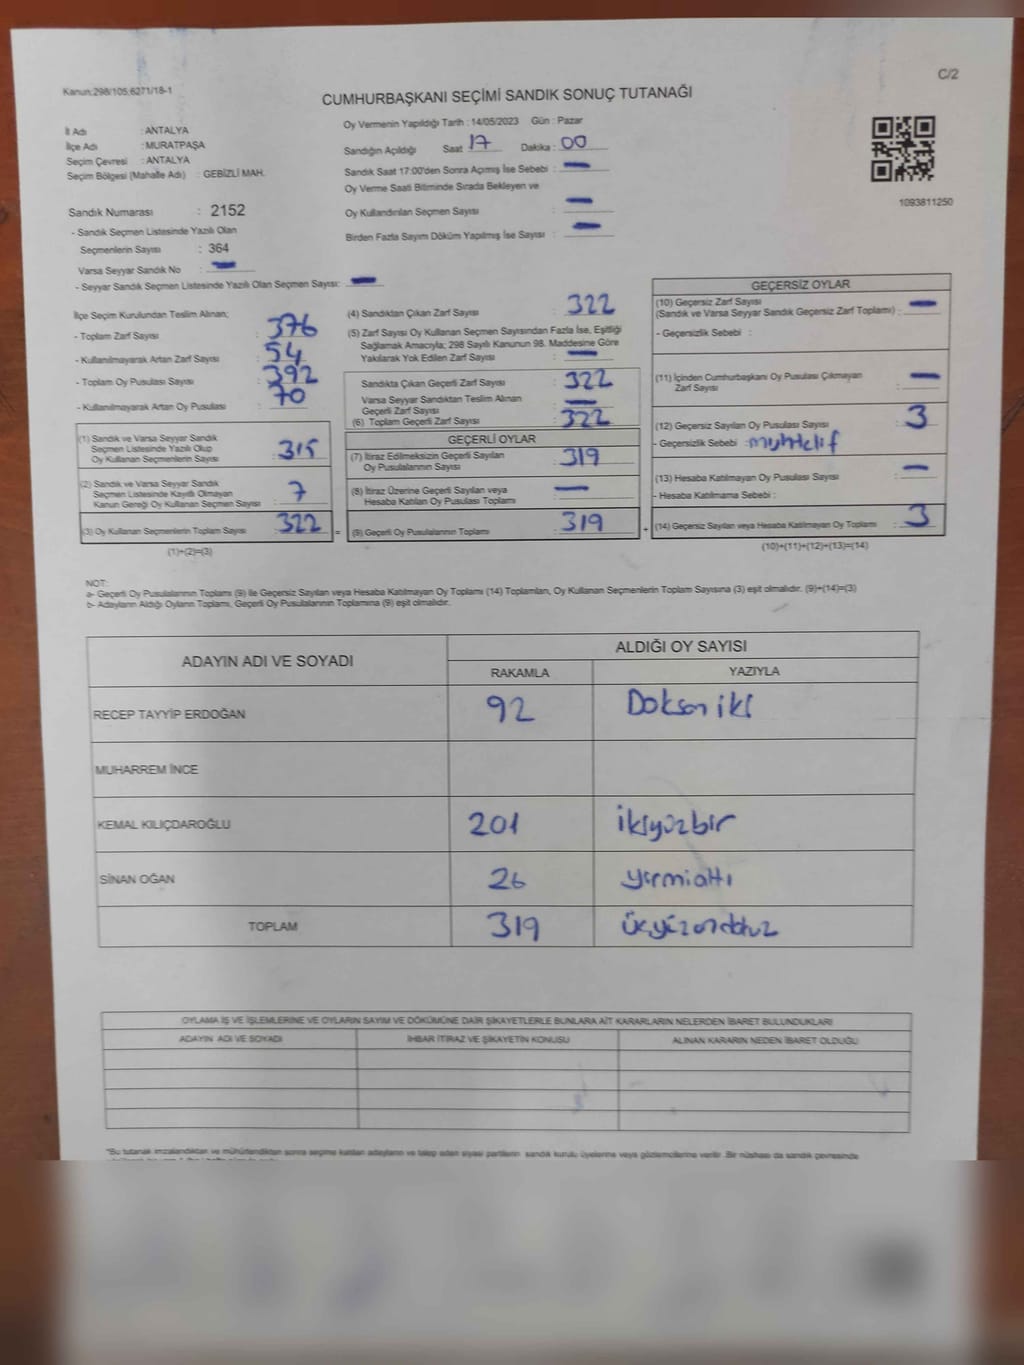 C/2
Kanun:298/105,6271/18-1
CUMHURBAŞKANI SEÇİMİ SANDIK SONUÇ TUTANAĞI
İl Adı : ANTALYA
İlçe Adı : MURATPAŞA
Seçim Çevresi : ANTALYA
Seçim Bölgesi (Mahalle Adı) : GEBİZLİ MAH.
Oy Vermenin Yapıldığı Tarih : 14/05/2023 Gün : Pazar
Sandığın Açıldığı Saat 17 Dakika : 00
Sandık Saat 17:00'den Sonra Açımış İse Sebebi : —
Oy Verme Saati Bitiminde Sırada Bekleyen ve
Oy Kullandırılan Seçmen Sayısı : —
Birden Fazla Sayım Döküm Yapılmış İse Sayısı : —
1093811250
Sandık Numarası : 2152
- Sandık Seçmen Listesinde Yazılı Olan
Seçmenlerin Sayısı : 364
Varsa Seyyar Sandık No : —
- Seyyar Sandık Seçmen Listesinde Yazılı Olan Seçmen Sayısı: —
İlçe Seçim Kurulundan Teslim Alınan;
- Toplam Zarf Sayısı : 376
- Kullanılmayarak Artan Zarf Sayısı : 54
- Toplam Oy Pusulası Sayısı : 392
- Kullanılmayarak Artan Oy Pusulası : 70
(1) Sandık ve Varsa Seyyar Sandık
Seçmen Listesinde Yazılı Olup
Oy Kullanan Seçmenlerin Sayısı : 315
(2) Sandık ve Varsa Seyyar Sandık
Seçmen Listesinde Kayıtlı Olmayan
Kanun Gereği Oy Kullanan Seçmen Sayısı : 7
(3) Oy Kullanan Seçmenlerin Toplam Sayısı : 322
(1)+(2)=(3)
(4) Sandıktan Çıkan Zarf Sayısı : 322
(5) Zarf Sayısı Oy Kullanan Seçmen Sayısından Fazla İse, Eşitliği
Sağlamak Amacıyla; 298 Sayılı Kanunun 98. Maddesine Göre
Yakılarak Yok Edilen Zarf Sayısı : —
Sandıkta Çıkan Geçerli Zarf Sayısı : 322
Varsa Seyyar Sandıktan Teslim Alınan
Geçerli Zarf Sayısı : —
(6) Toplam Geçerli Zarf Sayısı : 322
GEÇERLİ OYLAR
(7) İtiraz Edilmeksizin Geçerli Sayılan
Oy Pusulalarının Sayısı : 319
(8) İtiraz Üzerine Geçerli Sayılan veya
Hesaba Katılan Oy Pusulası Toplamı : —
= (9) Geçerli Oy Pusulalarının Toplamı : 319
GEÇERSİZ OYLAR
(10) Geçersiz Zarf Sayısı
(Sandık ve Varsa Seyyar Sandık Geçersiz Zarf Toplamı) : —
- Geçersizlik Sebebi :
(11) İçinden Cumhurbaşkanı Oy Pusulası Çıkmayan
Zarf Sayısı : —
(12) Geçersiz Sayılan Oy Pusulası Sayısı : 3
- Geçersizlik Sebebi : muhtelif
(13) Hesaba Katılmayan Oy Pusulası Sayısı : —
- Hesaba Katılmama Sebebi :
+ (14) Geçersiz Sayılan veya Hesaba Katılmayan Oy Toplamı : 3
(10)+(11)+(12)+(13)=(14)
NOT:
a- Geçerli Oy Pusulalarının Toplamı (9) ile Geçersiz Sayılan veya Hesaba Katılmayan Oy Toplamı (14) Toplamları, Oy Kullanan Seçmenlerin Toplam Sayısına (3) eşit olmalıdır. (9)+(14)=(3)
b- Adayların Aldığı Oyların Toplamı, Geçerli Oy Pusulalarının Toplamına (9) eşit olmalıdır.
ADAYIN ADI VE SOYADI ALDIĞI OY SAYISI
RAKAMLA YAZIYLA
RECEP TAYYİP ERDOĞAN 92 Doksan iki
MUHARREM İNCE
KEMAL KILIÇDAROĞLU 201 ikiyüzbir
SİNAN OĞAN 26 yirmialtı
TOPLAM 319 üçyüzondokuz
OYLAMA İŞ VE İŞLEMLERİNE VE OYLARIN SAYIM VE DÖKÜMÜNE DAİR ŞİKAYETLERLE BUNLARA AİT KARARLARIN NELERDEN İBARET BULUNDUKLARI
ADAYIN ADI VE SOYADI İHBAR İTİRAZ VE ŞİKAYETİN KONUSU ALINAN KARARIN NEDEN İBARET OLDUĞU
*Bu tutanak imzalandıktan ve mühürlendikten sonra seçime katılan adayların ve talep eden siyasi partilerin sandık kurulu üyelerine veya gözlemcilerine verilir. Bir nüshası da sandık çevresinde